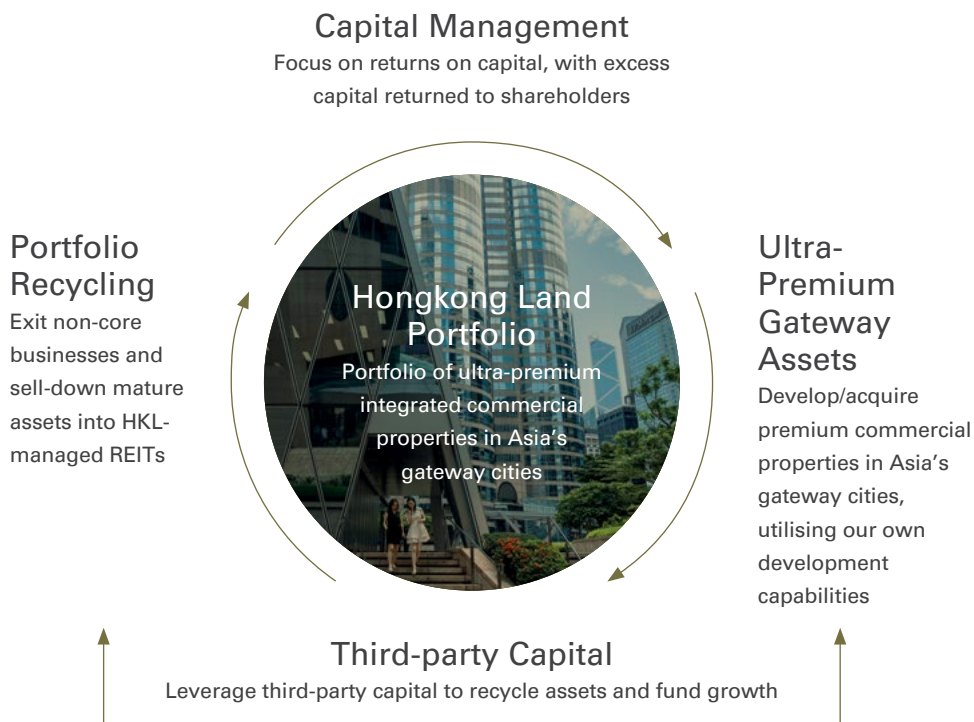 Capital Management
Focus on returns on capital, with excess
capital returned to shareholders
Portfolio
Recycling
Exit non-core
businesses and
sell-down mature
assets into HKL-
managed REITs
Hongkong Land
Portfolio
Portfolio of ultra-premium
integrated commercial
properties in Asia’s
gateway cities
Ultra-
Premium
Gateway
Assets
Develop/acquire
premium commercial
properties in Asia’s
gateway cities,
utilising our own
development
capabilities
Third-party Capital
Leverage third-party capital to recycle assets and fund growth